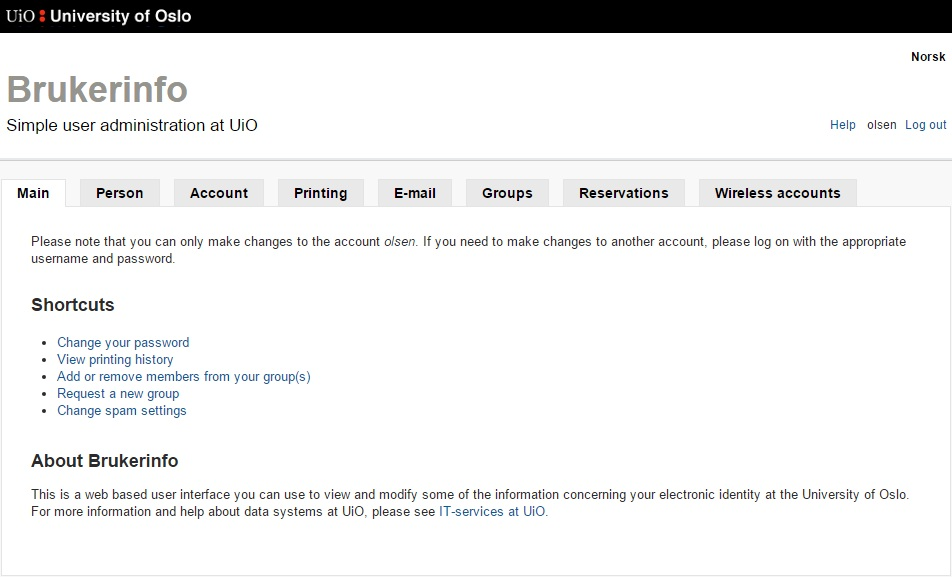 UiO : University of Oslo
Norsk
Brukerinfo
Simple user administration at UiO
Help olsen Log out
Main Person Account Printing E-mail Groups Reservations Wireless accounts
Please note that you can only make changes to the account olsen. If you need to make changes to another account, please log on with the appropriate
username and password.
Shortcuts
• Change your password
• View printing history
• Add or remove members from your group(s)
• Request a new group
• Change spam settings
About Brukerinfo
This is a web based user interface you can use to view and modify some of the information concerning your electronic identity at the University of Oslo.
For more information and help about data systems at UiO, please see IT-services at UiO.